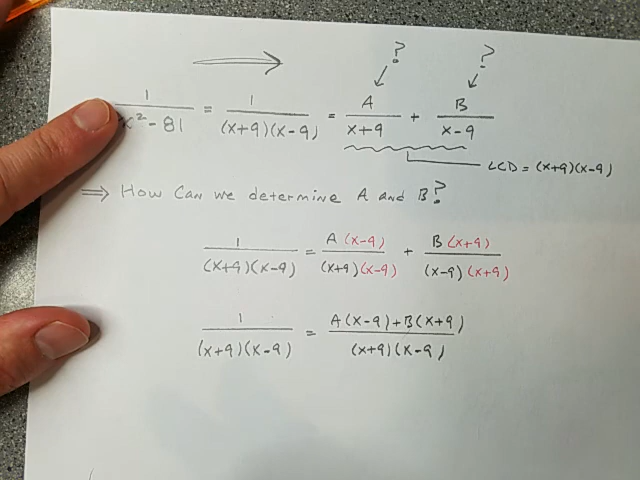 ? ?
1/(x² - 81) = 1/((x+9)(x-9)) = A/(x+9) + B/(x-9)
LCD = (x+9)(x-9)
⇒ How Can we determine A and B?
1/((x+9)(x-9)) = A(x-9)/((x+9)(x-9)) + B(x+9)/((x-9)(x+9))
1/((x+9)(x-9)) = (A(x-9)+B(x+9))/((x+9)(x-9))